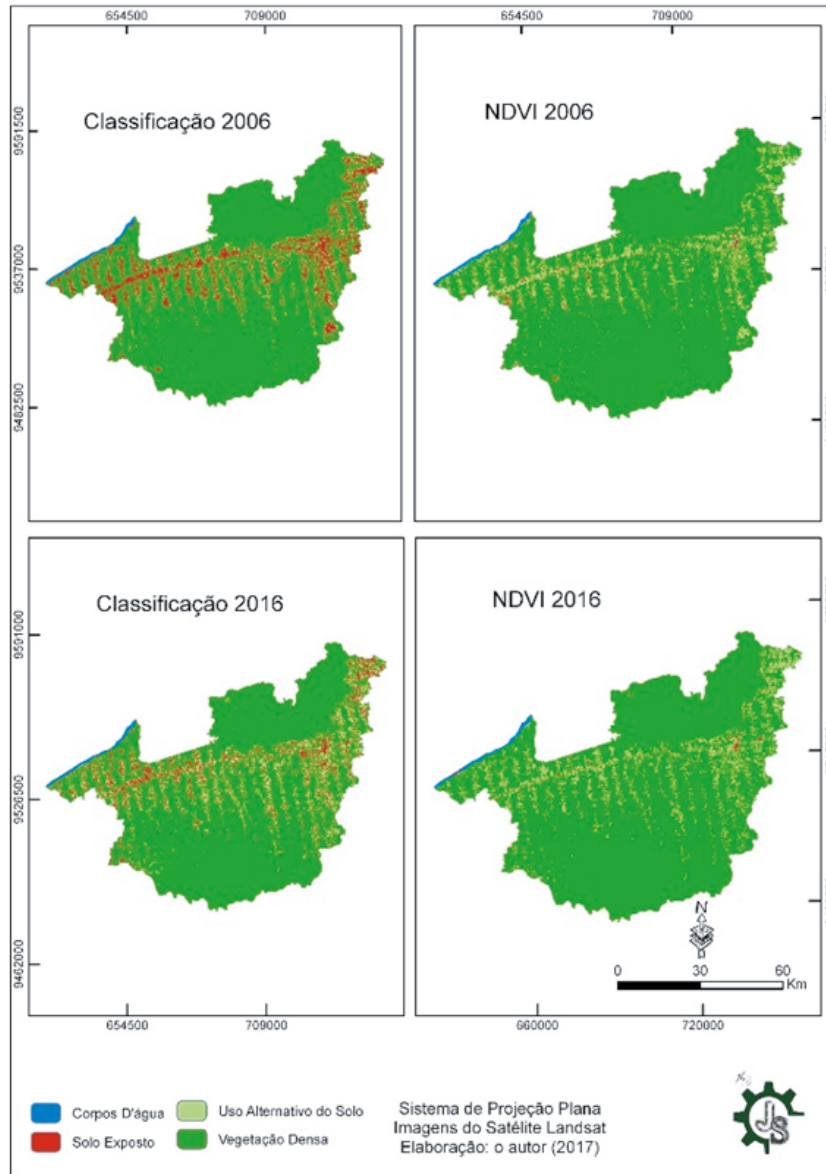 654500
709000
654500
709000
Classificação 2006
NDVI 2006
9591500
9537000
9482500
Classificação 2016
NDVI 2016
9591000
9526500
9462000
N
0 30 60
Km
654500
709000
660000
720000
Corpos D'água
Uso Alternativo do Solo
Solo Exposto
Vegetação Densa
Sistema de Projeção Plana
Imagens do Satélite Landsat
Elaboração: o autor (2017)
JS